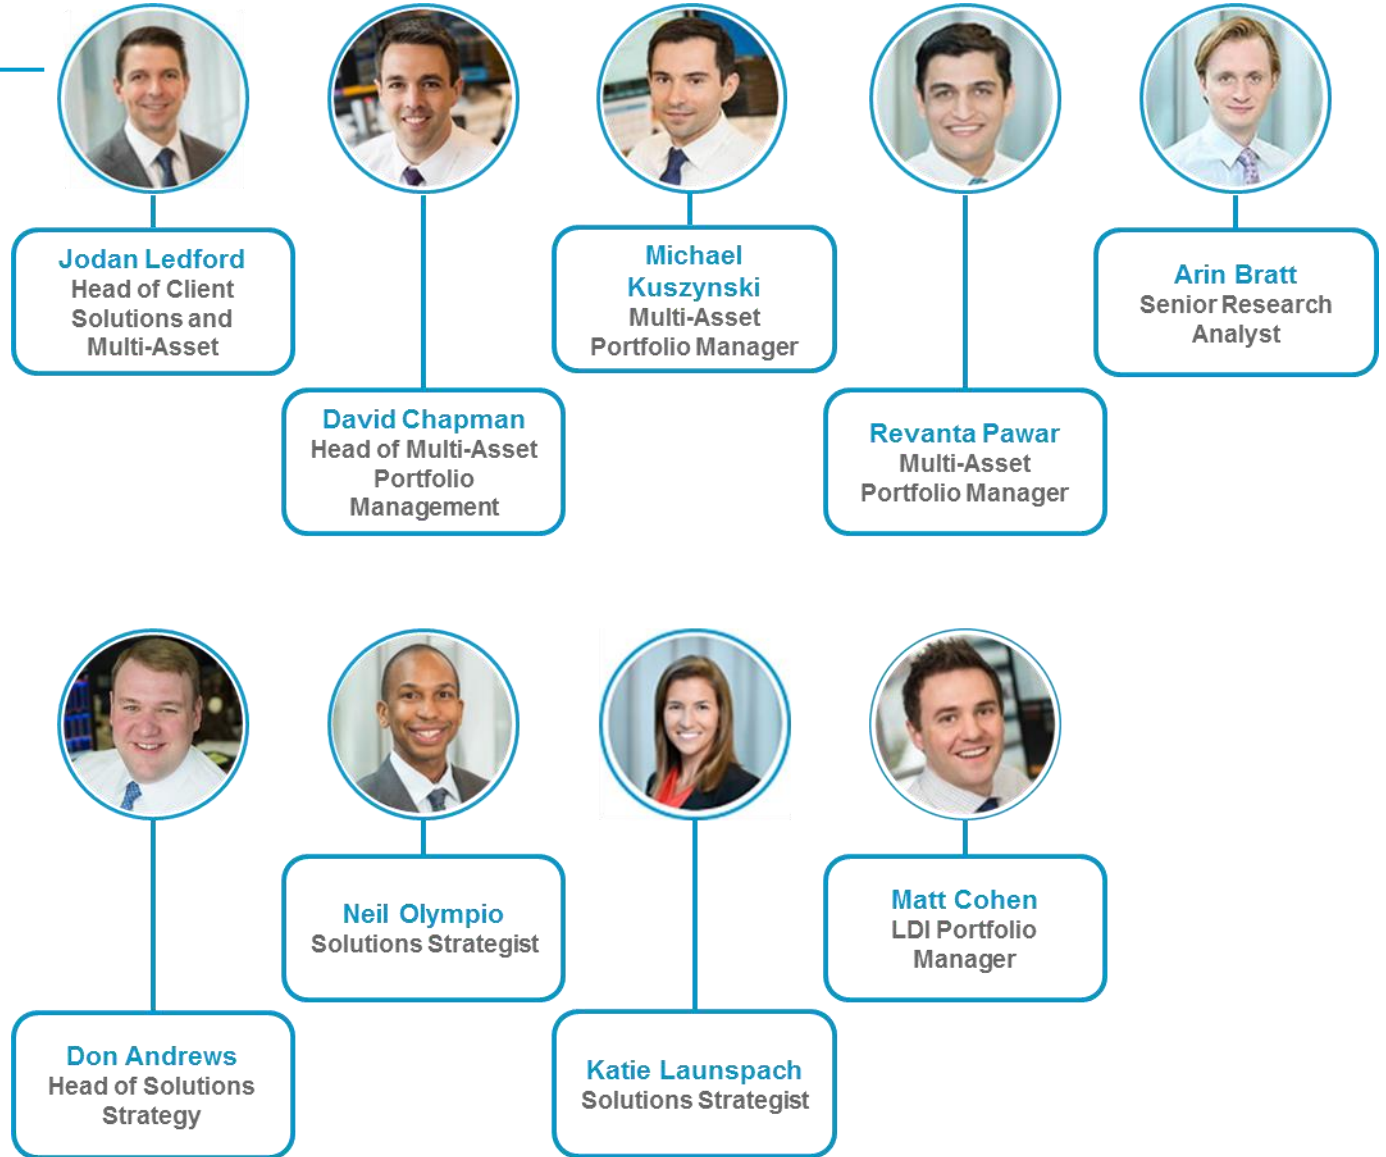 Jodan Ledford
Head of Client
Solutions and
Multi-Asset
David Chapman
Head of Multi-Asset
Portfolio
Management
Michael
Kuszynski
Multi-Asset
Portfolio Manager
Revanta Pawar
Multi-Asset
Portfolio Manager
Arin Bratt
Senior Research
Analyst
Don Andrews
Head of Solutions
Strategy
Neil Olympio
Solutions Strategist
Katie Launspach
Solutions Strategist
Matt Cohen
LDI Portfolio
Manager